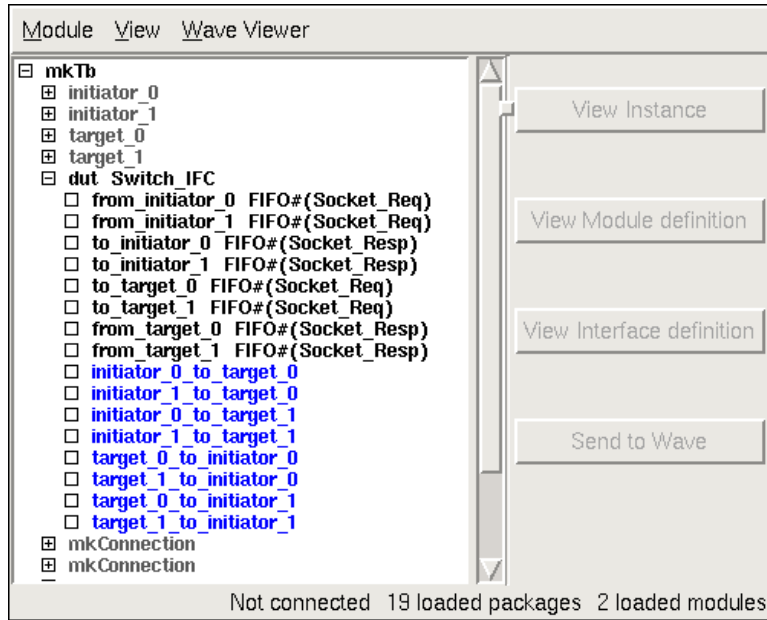 Module View Wave Viewer
mkTb
initiator_0
initiator_1
target_0
target_1
dut Switch_IFC
from_initiator_0 FIFO#(Socket_Req)
from_initiator_1 FIFO#(Socket_Req)
to_initiator_0 FIFO#(Socket_Resp)
to_initiator_1 FIFO#(Socket_Resp)
to_target_0 FIFO#(Socket_Req)
to_target_1 FIFO#(Socket_Req)
from_target_0 FIFO#(Socket_Resp)
from_target_1 FIFO#(Socket_Resp)
initiator_0_to_target_0
initiator_1_to_target_0
initiator_0_to_target_1
initiator_1_to_target_1
target_0_to_initiator_0
target_1_to_initiator_0
target_0_to_initiator_1
target_1_to_initiator_1
mkConnection
mkConnection
View Instance
View Module definition
View Interface definition
Send to Wave
Not connected 19 loaded packages 2 loaded modules